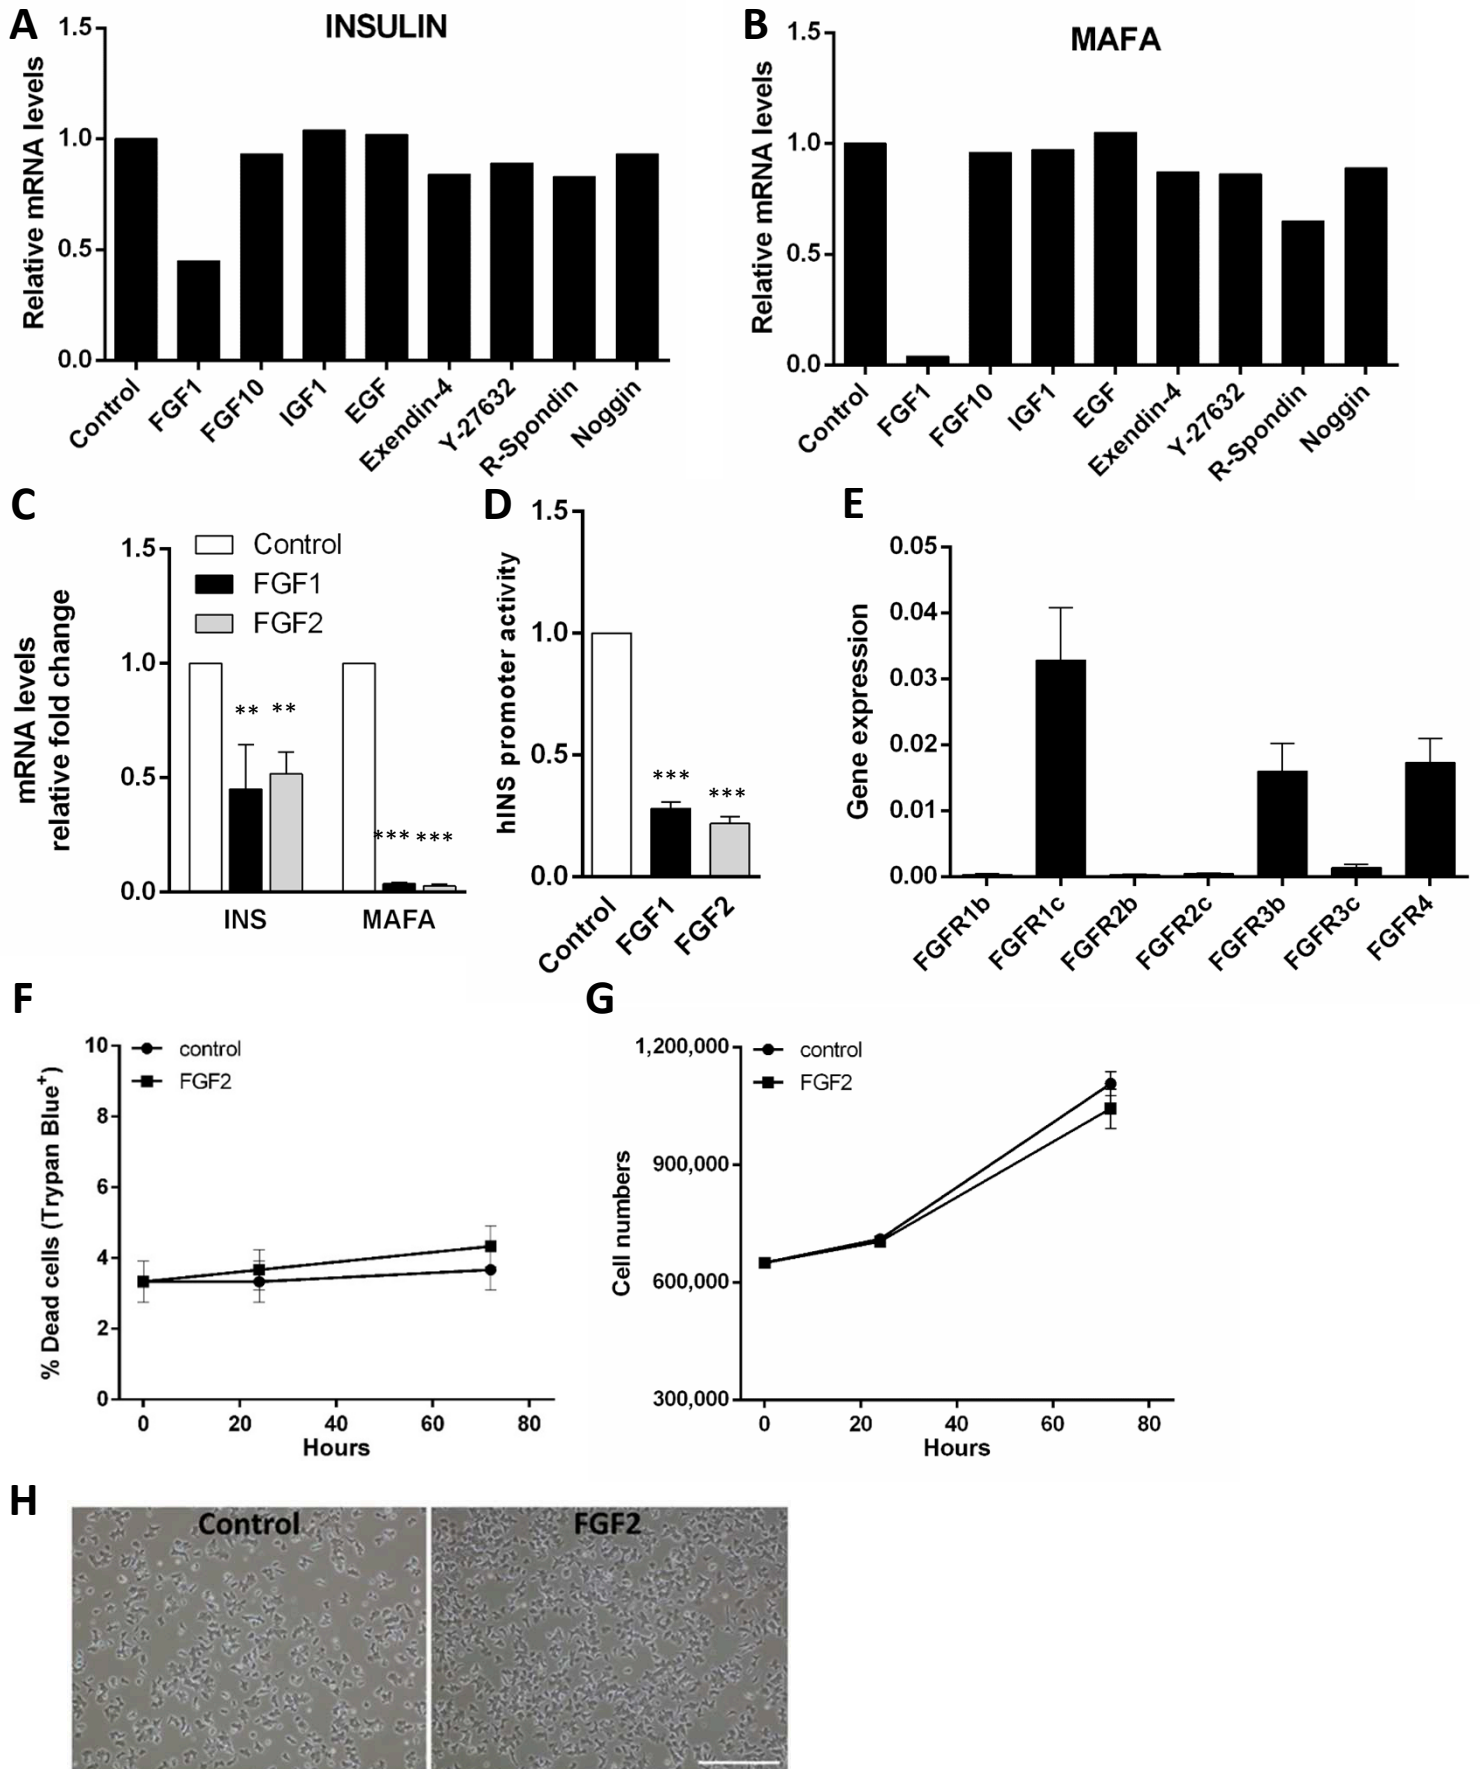 A
INSULIN
Relative mRNA levels
1.5
1.0
0.5
0.0
Control
FGF1
FGF10
IGF1
EGF
Exendin-4
Y-27632
R-Spondin
Noggin
B
MAFA
Relative mRNA levels
1.5
1.0
0.5
0.0
Control
FGF1
FGF10
IGF1
EGF
Exendin-4
Y-27632
R-Spondin
Noggin
C
mRNA levels
relative fold change
1.5
1.0
0.5
0.0
Control
FGF1
FGF2
** **
*** ***
INS MAFA
D
hINS promoter activity
1.5
1.0
0.5
0.0
***
***
Control
FGF1
FGF2
E
Gene expression
0.05
0.04
0.03
0.02
0.01
0.00
FGFR1b
FGFR1c
FGFR2b
FGFR2c
FGFR3b
FGFR3c
FGFR4
F
% Dead cells (Trypan Blue+)
10
8
6
4
2
0
control
FGF2
0 20 40 60 80
Hours
G
Cell numbers
1,200,000
900,000
600,000
300,000
control
FGF2
0 20 40 60 80
Hours
H
Control
FGF2